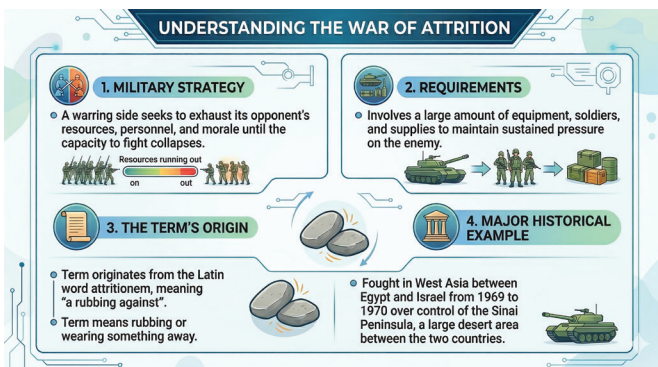 UNDERSTANDING THE WAR OF ATTRITION
1. MILITARY STRATEGY
A warring side seeks to exhaust its opponent's
resources, personnel, and morale until the
capacity to fight collapses.
Resources running out
on out
2. REQUIREMENTS
Involves a large amount of equipment, soldiers,
and supplies to maintain sustained pressure
on the enemy.
3. THE TERM'S ORIGIN
Term originates from the Latin
word attritionem, meaning
"a rubbing against".
Term means rubbing or
wearing something away.
4. MAJOR HISTORICAL
EXAMPLE
Fought in West Asia between
Egypt and Israel from 1969 to
1970 over control of the Sinai
Peninsula, a large desert area
between the two countries.